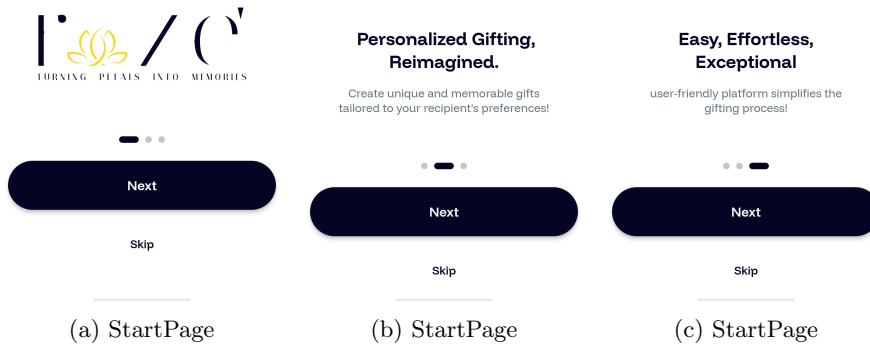 TURNING PETALS INTO MEMORIES
Next
Skip
(a) StartPage
Personalized Gifting,
Reimagined.
Create unique and memorable gifts
tailored to your recipient's preferences!
Next
Skip
(b) StartPage
Easy, Effortless,
Exceptional
user-friendly platform simplifies the
gifting process!
Next
Skip
(c) StartPage